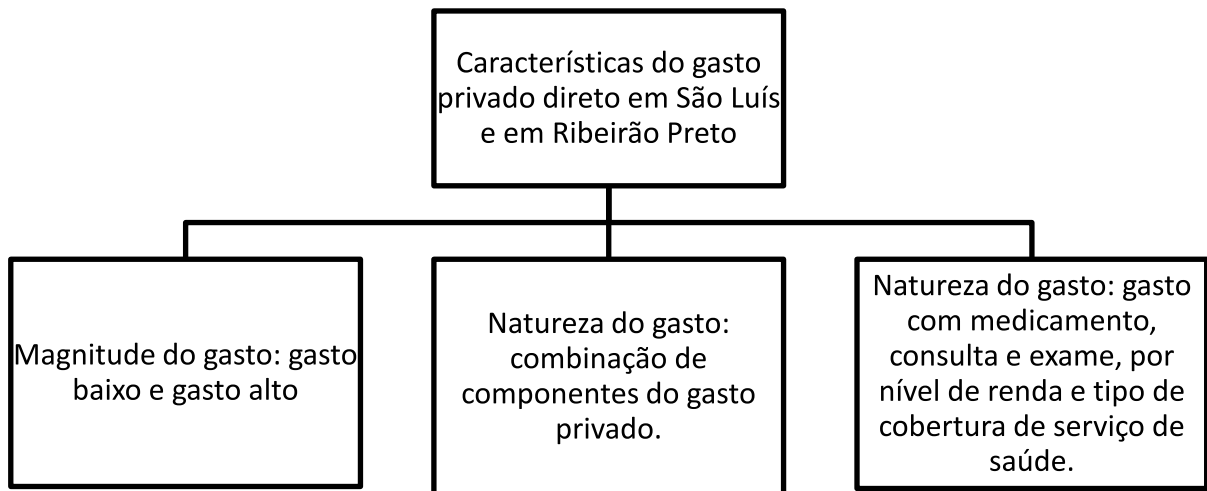 Características do gasto
privado direto em São Luís
e em Ribeirão Preto
Magnitude do gasto: gasto
baixo e gasto alto
Natureza do gasto:
combinação de
componentes do gasto
privado.
Natureza do gasto: gasto
com medicamento,
consulta e exame, por
nível de renda e tipo de
cobertura de serviço de
saúde.